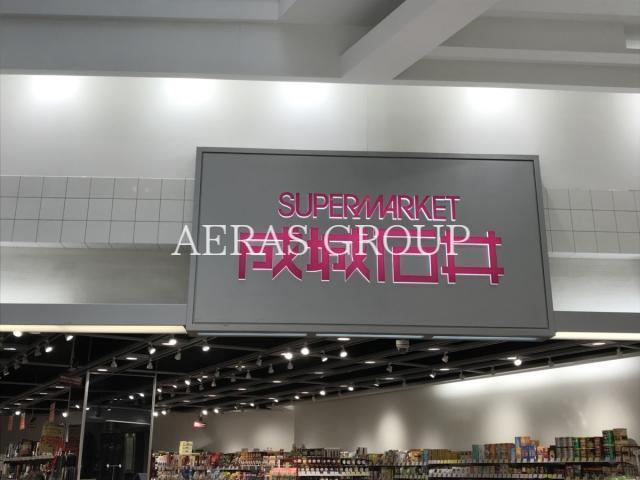 SUPERMARKET
成城石井
AERAS GROUP